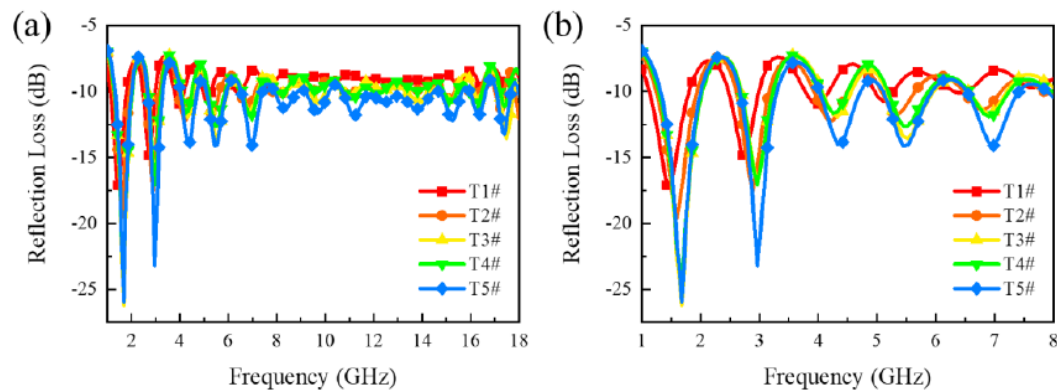 (a)
-5
-10
-15
-20
-25
Reflection Loss (dB)
T1#
T2#
T3#
T4#
T5#
2 4 6 8 10 12 14 16 18
Frequency (GHz)
(b)
-5
-10
-15
-20
-25
Reflection Loss (dB)
T1#
T2#
T3#
T4#
T5#
1 2 3 4 5 6 7 8
Frequency (GHz)